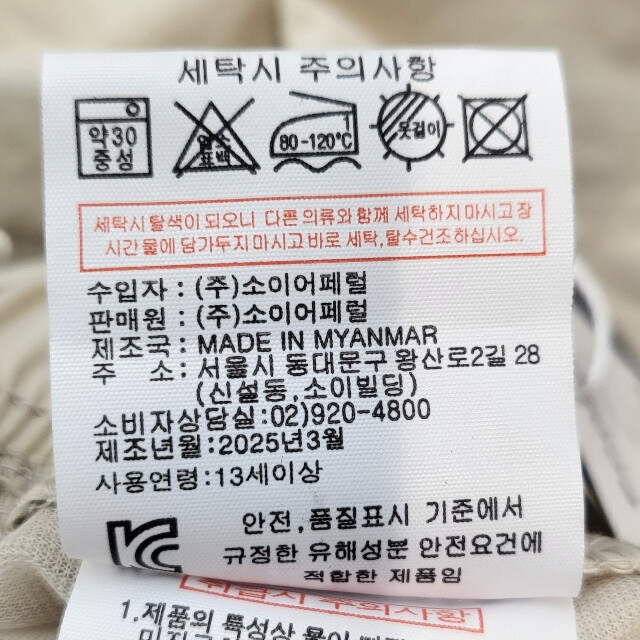 세탁시 주의사항
약30
중성
염소
표백
80-120℃
옷걸이
세탁시 탈색이 되오니 다른 의류와 함께 세탁하지 마시고 장
시간 물에 담가두지 마시고 바로 세탁,탈수건조하십시오.
수입자 : (주)소이어페럴
판매원 : (주)소이어페럴
제조국 : MADE IN MYANMAR
주 소 : 서울시 동대문구 왕산로2길 28
(신설동,소이빌딩)
소비자상담실:02)920-4800
제조년월:2025년3월
사용연령:13세이상
안전,품질표시 기준에서
규정한 유해성분 안전요건에
적합한 제품임
취급시 주의사항
1.제품의 특성상 물이